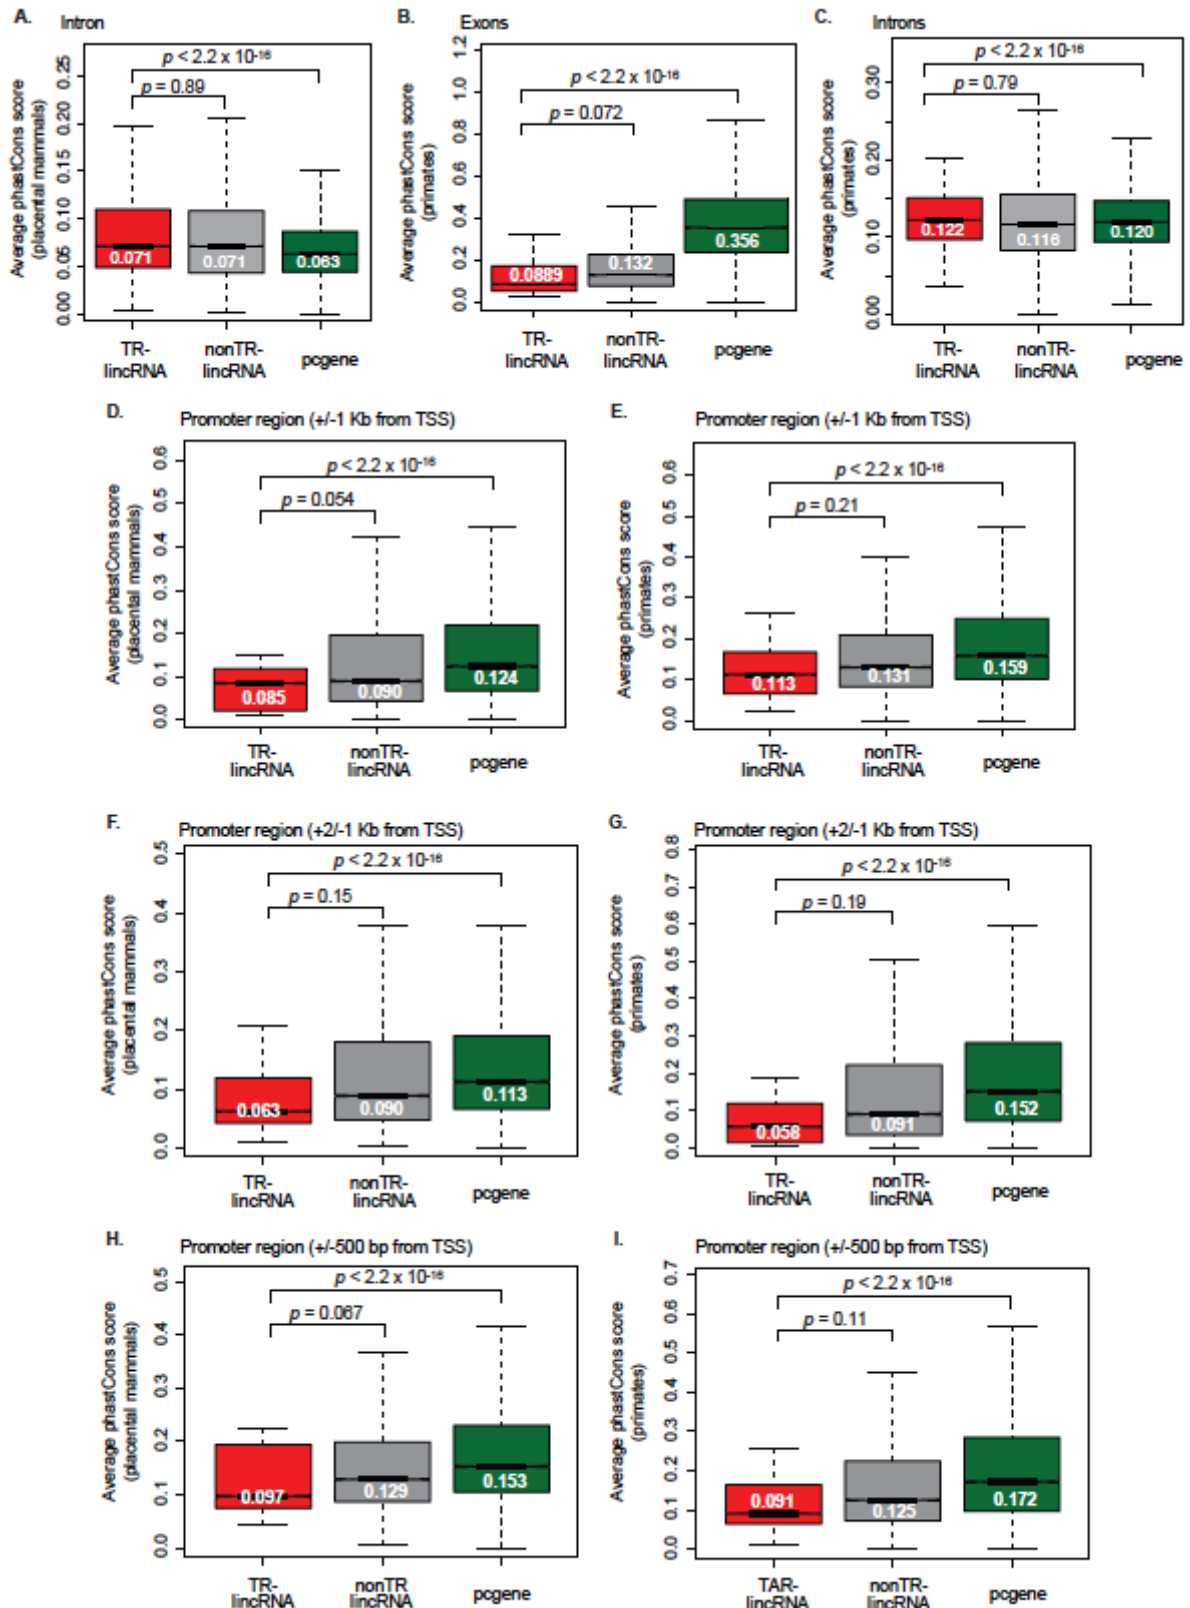 A. Intron
Average phastCons score
(placental mammals)
0.00 0.05 0.10 0.15 0.20 0.25
p < 2.2 x 10-16
p = 0.89
0.071
0.071
0.063
TR-
lincRNA
nonTR-
lincRNA
pcgene
B. Exons
Average phastCons score
(primates)
0.0 0.2 0.4 0.6 0.8 1.0 1.2
p < 2.2 x 10-16
p = 0.072
0.0889
0.132
0.356
TR-
lincRNA
nonTR-
lincRNA
pcgene
C. Introns
Average phastCons score
(primates)
0.00 0.10 0.20 0.30
p < 2.2 x 10-16
p = 0.79
0.122
0.116
0.120
TR-
lincRNA
nonTR-
lincRNA
pcgene
D. Promoter region (+/-1 Kb from TSS)
Average phastCons score
(placental mammals)
0.0 0.1 0.2 0.3 0.4 0.5 0.6
p < 2.2 x 10-16
p = 0.054
0.085
0.090
0.124
TR-
lincRNA
nonTR-
lincRNA
pcgene
E. Promoter region (+/-1 Kb from TSS)
Average phastCons score
(primates)
0.0 0.1 0.2 0.3 0.4 0.5 0.6
p < 2.2 x 10-16
p = 0.21
0.113
0.131
0.159
TR-
lincRNA
nonTR-
lincRNA
pcgene
F. Promoter region (+2/-1 Kb from TSS)
Average phastCons score
(placental mammals)
0.0 0.1 0.2 0.3 0.4 0.5
p < 2.2 x 10-16
p = 0.15
0.063
0.090
0.113
TR-
lincRNA
nonTR-
lincRNA
pcgene
G. Promoter region (+2/-1 Kb from TSS)
Average phastCons score
(primates)
0.0 0.1 0.2 0.3 0.4 0.5 0.6 0.7 0.8
p < 2.2 x 10-16
p = 0.19
0.058
0.091
0.152
TR-
lincRNA
nonTR-
lincRNA
pcgene
H. Promoter region (+/-500 bp from TSS)
Average phastCons score
(placental mammals)
0.0 0.1 0.2 0.3 0.4 0.5
p < 2.2 x 10-16
p = 0.067
0.097
0.129
0.153
TR-
lincRNA
nonTR
lincRNA
pcgene
I. Promoter region (+/-500 bp from TSS)
Average phastCons score
(primates)
0.0 0.1 0.2 0.3 0.4 0.5 0.6 0.7
p < 2.2 x 10-16
p = 0.11
0.091
0.125
0.172
TAR-
lincRNA
nonTR-
lincRNA
pcgene